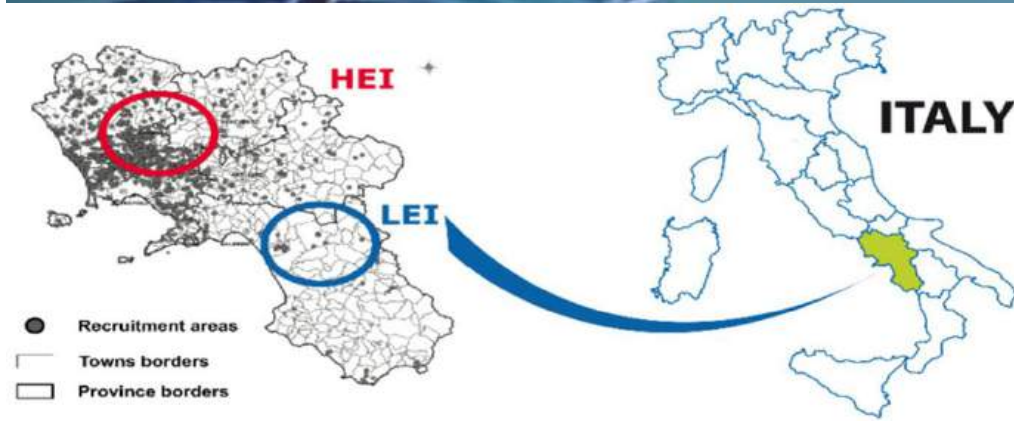 HEI
ITALY
LEI
Recruitment areas
Towns borders
Province borders